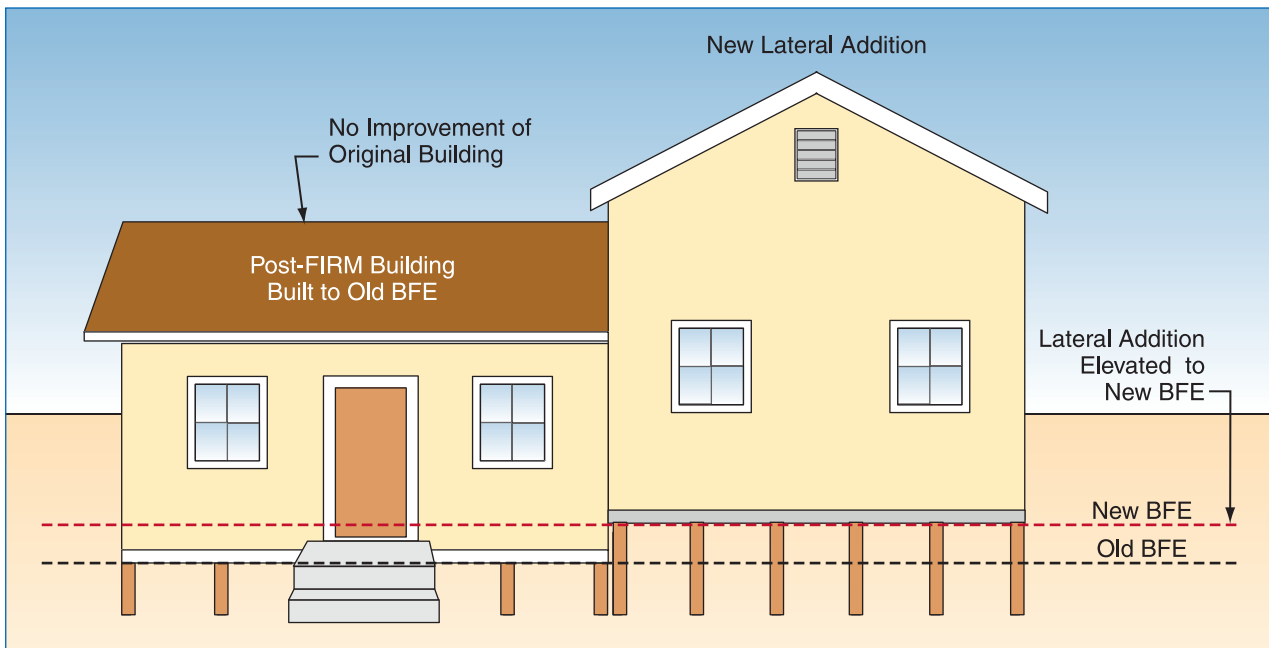 New Lateral Addition
No Improvement of
Original Building
Post-FIRM Building
Built to Old BFE
Lateral Addition
Elevated to
New BFE
New BFE
Old BFE